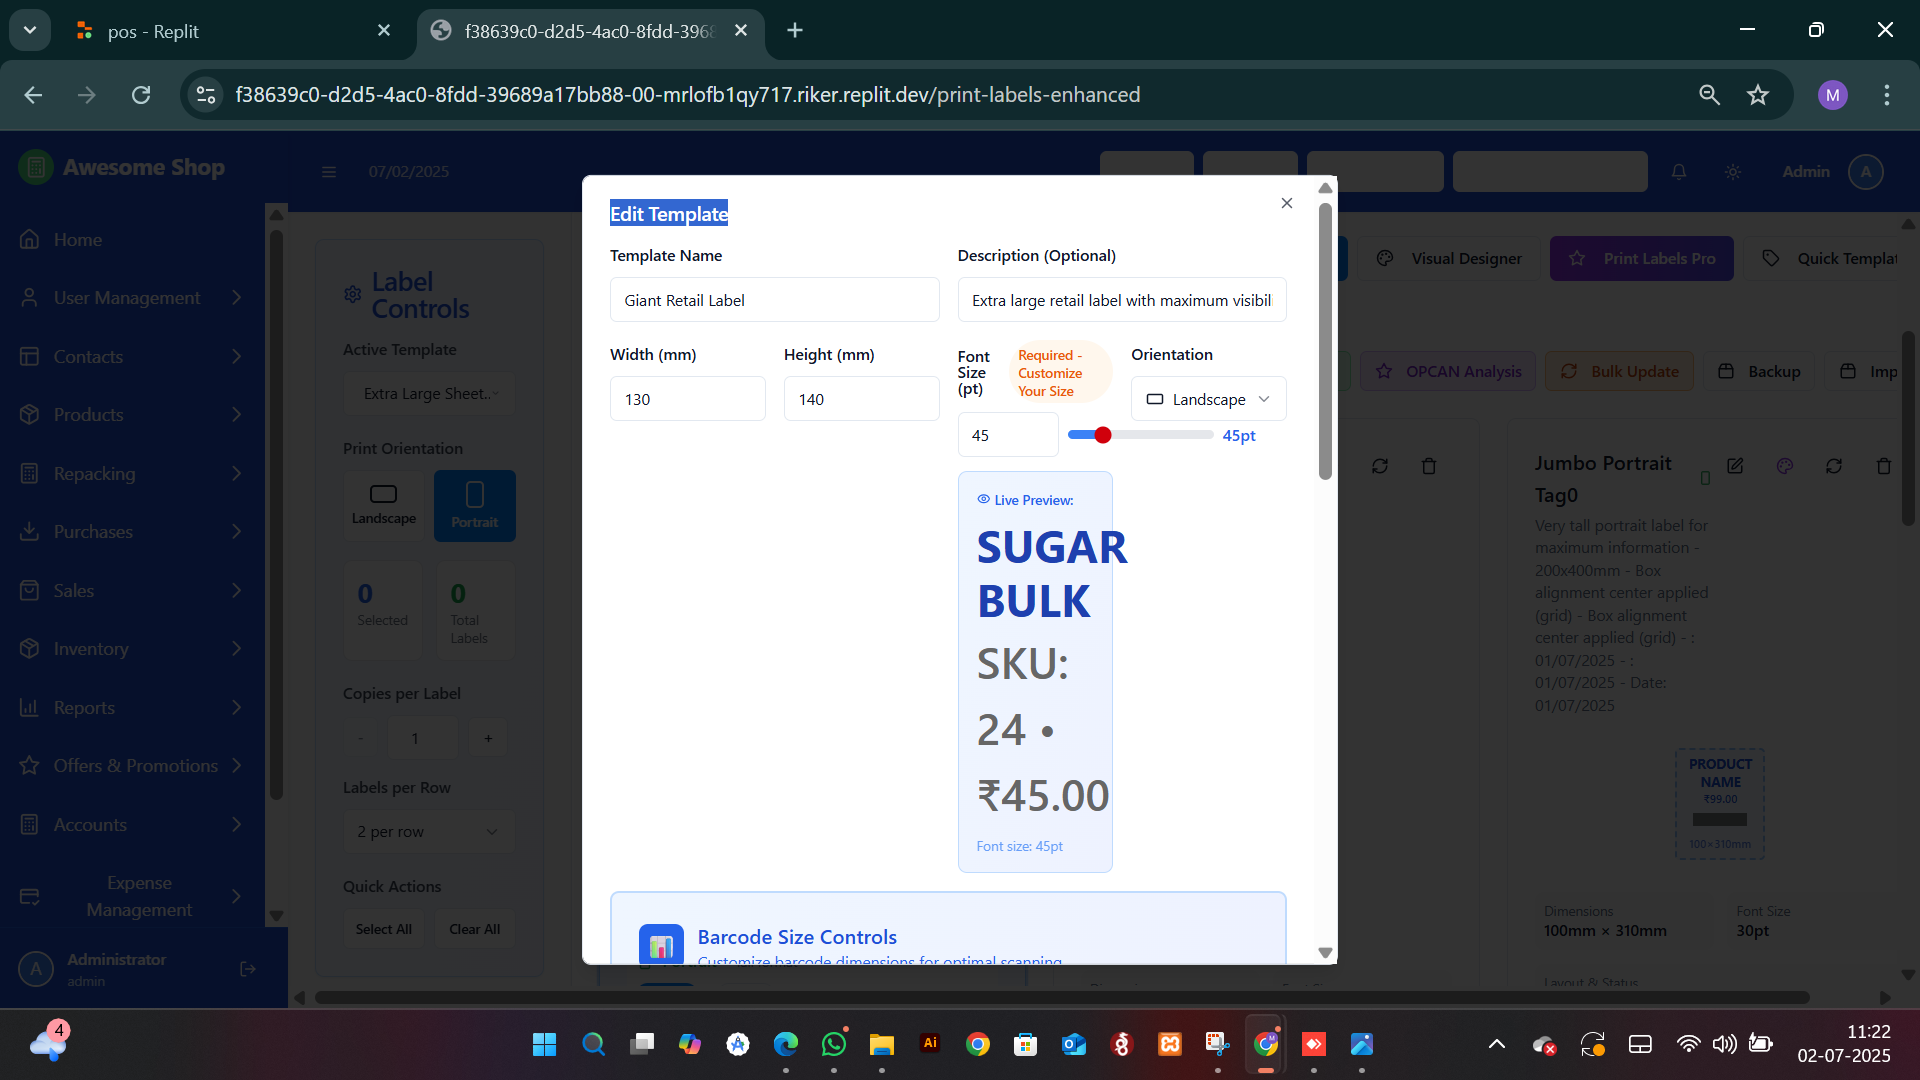 pos - Replit
f38639c0-d2d5-4ac0-8fdd-3968
f38639c0-d2d5-4ac0-8fdd-39689a17bb88-00-mrlofb1qy717.riker.replit.dev/print-labels-enhanced
M
Awesome Shop
07/02/2025
Admin
A
Home
User Management
Contacts
Products
Repacking
Purchases
Sales
Inventory
Reports
Offers & Promotions
Accounts
Expense
Management
A
Administrator
admin
Label
Controls
Active Template
Extra Large Sheet..
Print Orientation
Landscape
Portrait
0
Selected
0
Total
Labels
Copies per Label
-
1
+
Labels per Row
2 per row
Quick Actions
Select All
Clear All
Edit Template
Template Name
Giant Retail Label
Description (Optional)
Extra large retail label with maximum visibil
Width (mm)
130
Height (mm)
140
Font
Size
(pt)
Required -
Customize
Your Size
45
45pt
Orientation
Landscape
Live Preview:
SUGAR
BULK
SKU:
24 •
₹45.00
Font size: 45pt
Barcode Size Controls
Customize barcode dimensions for optimal scanning
Visual Designer
Print Labels Pro
Quick Templat
OPCAN Analysis
Bulk Update
Backup
Imp
Jumbo Portrait
Tag0
Very tall portrait label for
maximum information -
200x400mm - Box
alignment center applied
(grid) - Box alignment
center applied (grid) - :
01/07/2025 - :
01/07/2025 - Date:
01/07/2025
PRODUCT
NAME
₹99.00
100×310mm
Dimensions
100mm × 310mm
Font Size
30pt
Layout & Status
4
Ai
11:22
02-07-2025